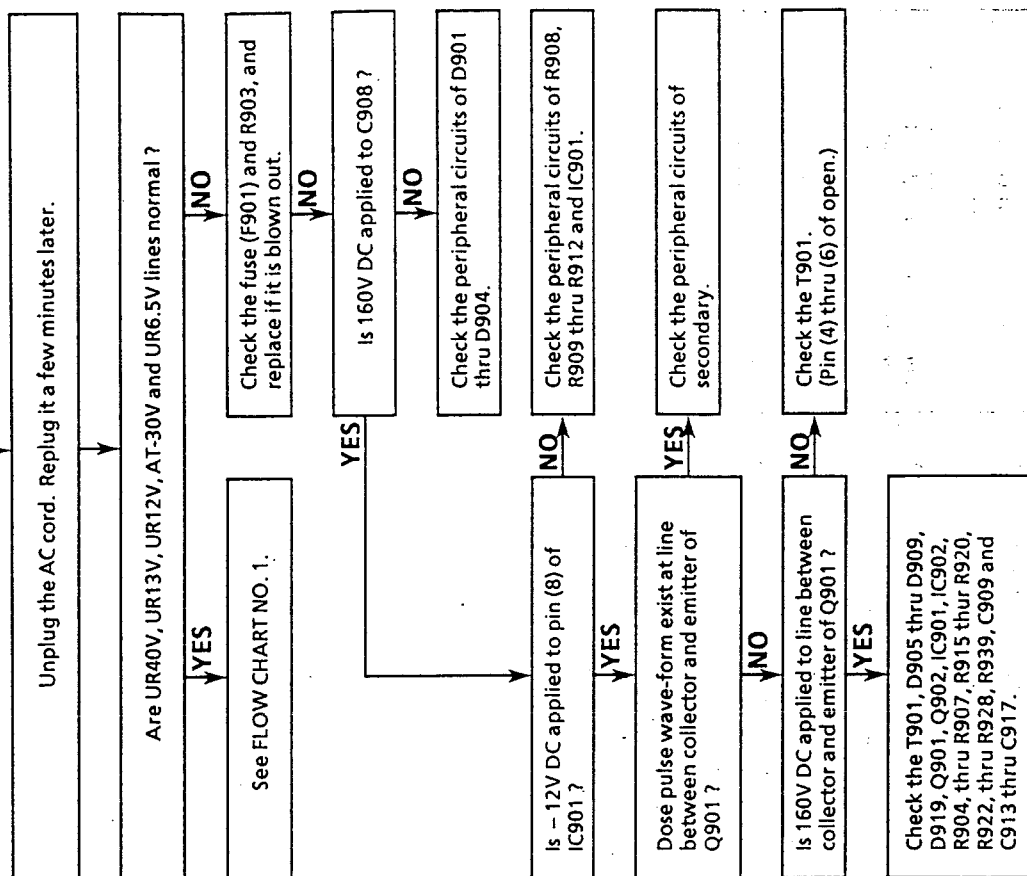 Unplug the AC cord. Replug it a few minutes later.
Are UR40V, UR13V, UR12V, AT-30V and UR6.5V lines normal ?
YES
NO
See FLOW CHART NO. 1.
Check the fuse (F901) and R903, and
replace if it is blown out.
NO
Is 160V DC applied to C908 ?
YES
NO
Check the peripheral circuits of D901
thru D904.
Is – 12V DC applied to pin (8) of
IC901 ?
NO
Check the peripheral circuits of R908,
R909 thru R912 and IC901.
YES
Dose pulse wave-form exist at line
between collector and emitter of
Q901 ?
YES
Check the peripheral circuits of
secondary.
NO
Is 160V DC applied to line between
collector and emitter of Q901 ?
NO
Check the T901.
(Pin (4) thru (6) of open.)
YES
Check the T901, D905 thru D909,
D919, Q901, Q902, IC901, IC902,
R904, thru R907, R915 thur R920,
R922, thru R928, R939, C909 and
C913 thru C917.